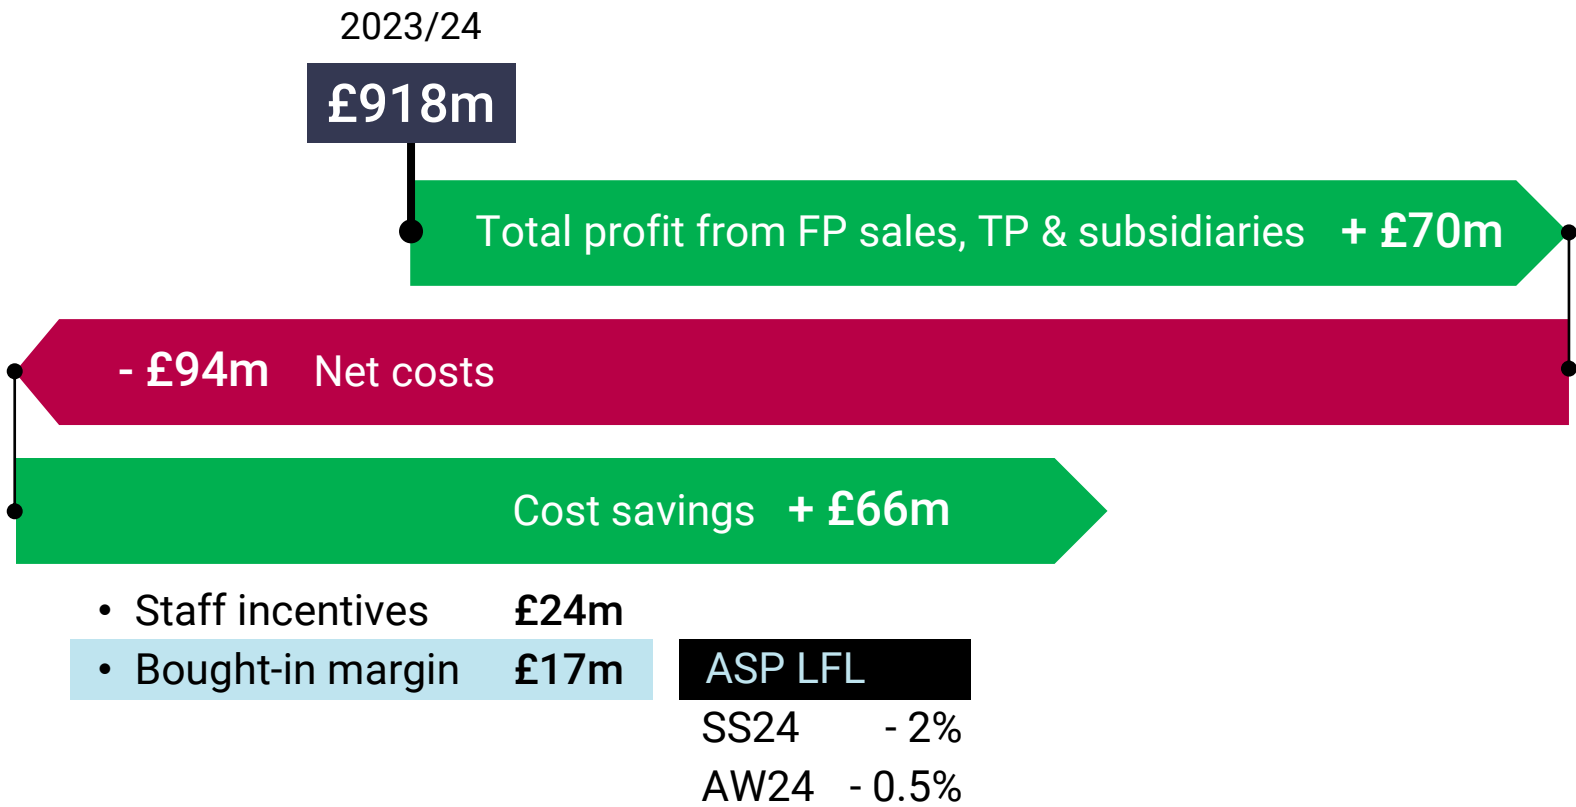 2023/24
£918m
Total profit from FP sales, TP & subsidiaries + £70m
- £94m Net costs
Cost savings + £66m
• Staff incentives £24m
• Bought-in margin £17m ASP LFL
SS24 - 2%
AW24 - 0.5%